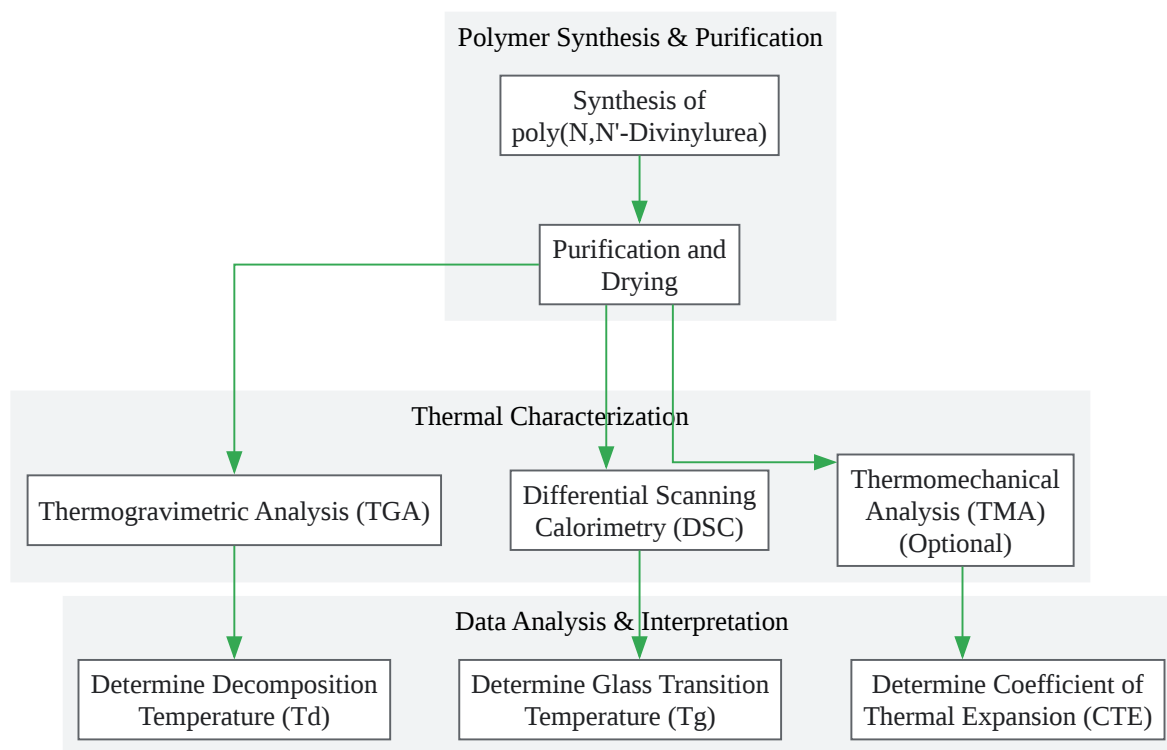 Polymer Synthesis & Purification
Synthesis of
poly(N,N'-Divinylurea)
Purification and
Drying
Thermal Characterization
Thermogravimetric Analysis (TGA)
Differential Scanning
Calorimetry (DSC)
Thermomechanical
Analysis (TMA)
(Optional)
Data Analysis & Interpretation
Determine Decomposition
Temperature (Td)
Determine Glass Transition
Temperature (Tg)
Determine Coefficient of
Thermal Expansion (CTE)